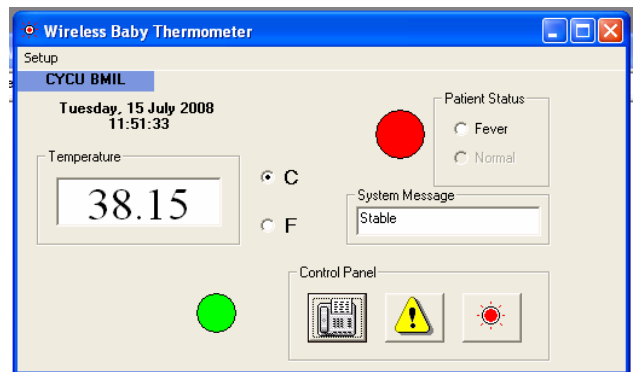 Wireless Baby Thermometer
Setup
CYCU BMIL
Tuesday, 15 July 2008
11:51:33
Patient Status
Fever
Normal
Temperature
38.15
C
F
System Message
Stable
Control Panel